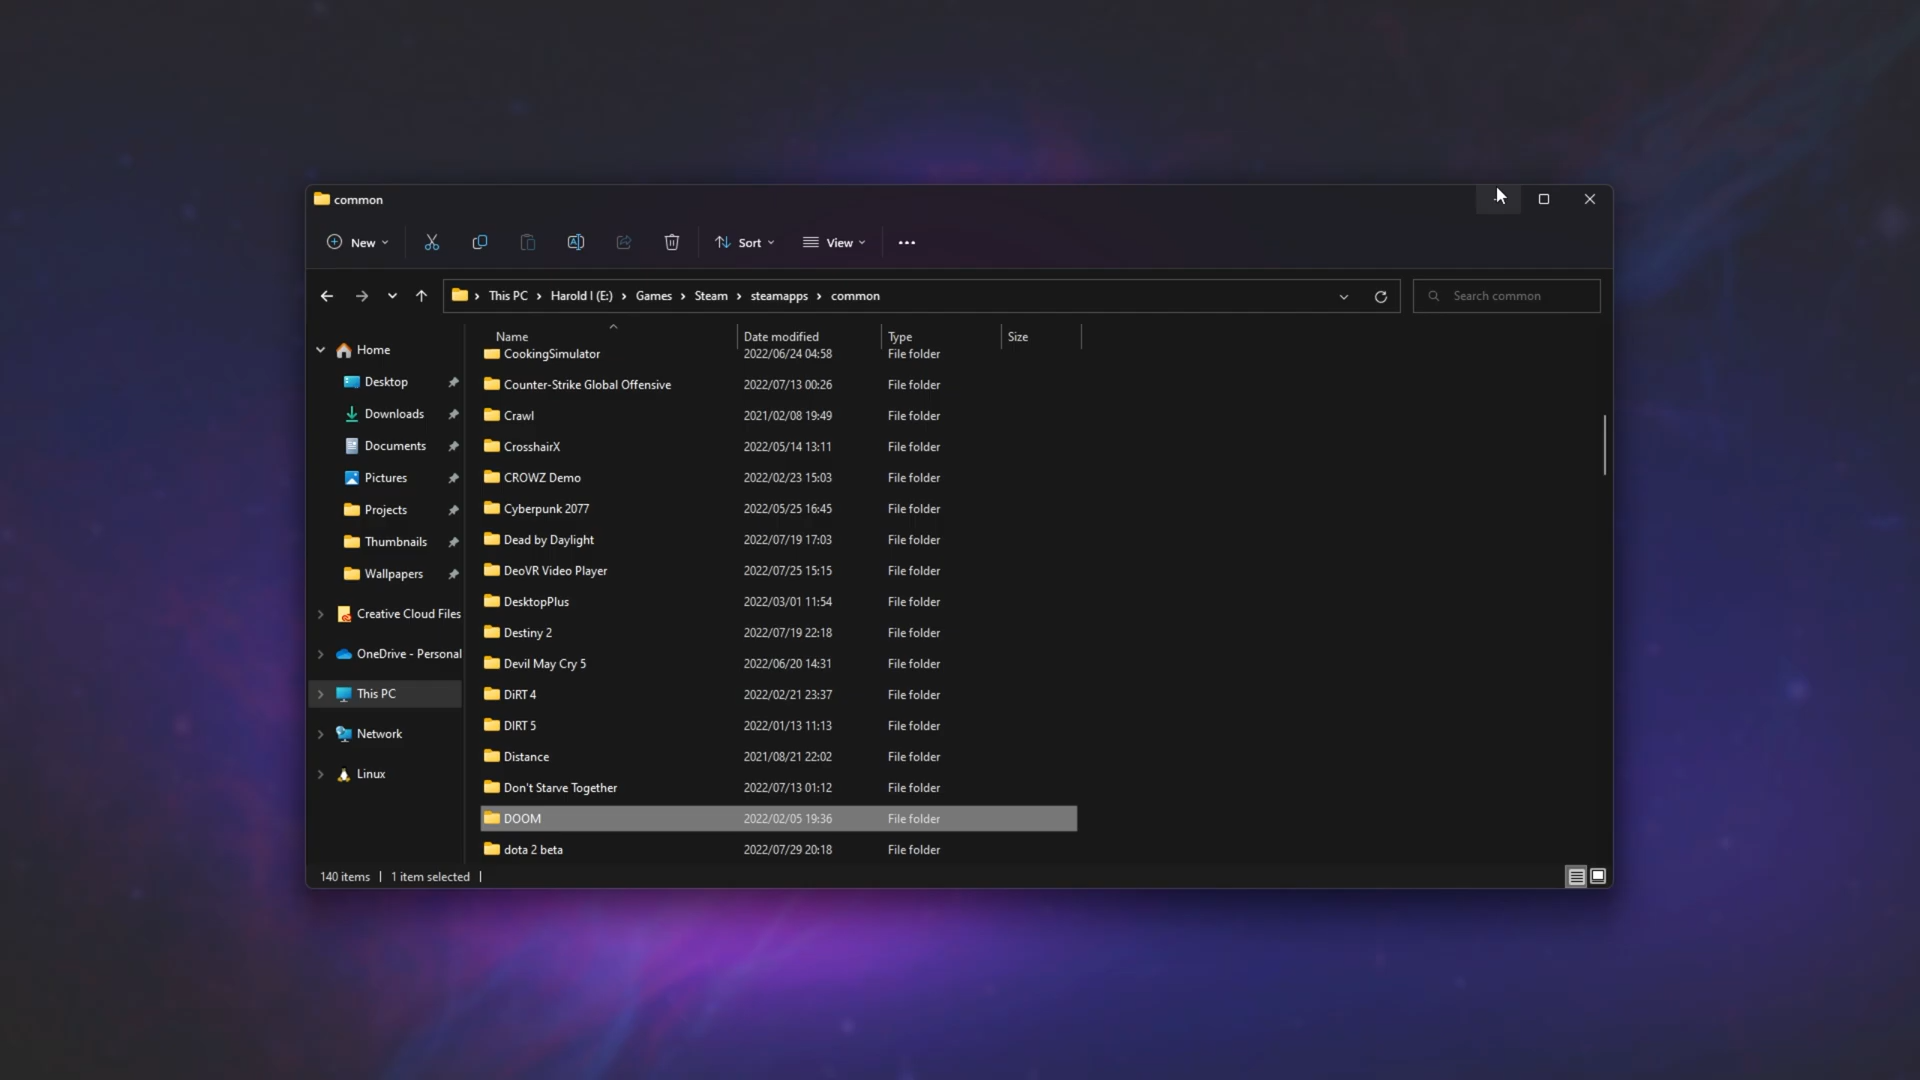 common
New
Sort
View
This PC > Harold I (E:) > Games > Steam > steamapps > common
Search common
Home
Desktop
Downloads
Documents
Pictures
Projects
Thumbnails
Wallpapers
Creative Cloud Files
OneDrive - Personal
This PC
Network
Linux
Name Date modified Type Size
CookingSimulator 2022/06/24 04:58 File folder
Counter-Strike Global Offensive 2022/07/13 00:26 File folder
Crawl 2021/02/08 19:49 File folder
CrosshairX 2022/05/14 13:11 File folder
CROWZ Demo 2022/02/23 15:03 File folder
Cyberpunk 2077 2022/05/25 16:45 File folder
Dead by Daylight 2022/07/19 17:03 File folder
DeoVR Video Player 2022/07/25 15:15 File folder
DesktopPlus 2022/03/01 11:54 File folder
Destiny 2 2022/07/19 22:18 File folder
Devil May Cry 5 2022/06/20 14:31 File folder
DiRT 4 2022/02/21 23:37 File folder
DIRT 5 2022/01/13 11:13 File folder
Distance 2021/08/21 22:02 File folder
Don't Starve Together 2022/07/13 01:12 File folder
DOOM 2022/02/05 19:36 File folder
dota 2 beta 2022/07/29 20:18 File folder
140 items | 1 item selected |